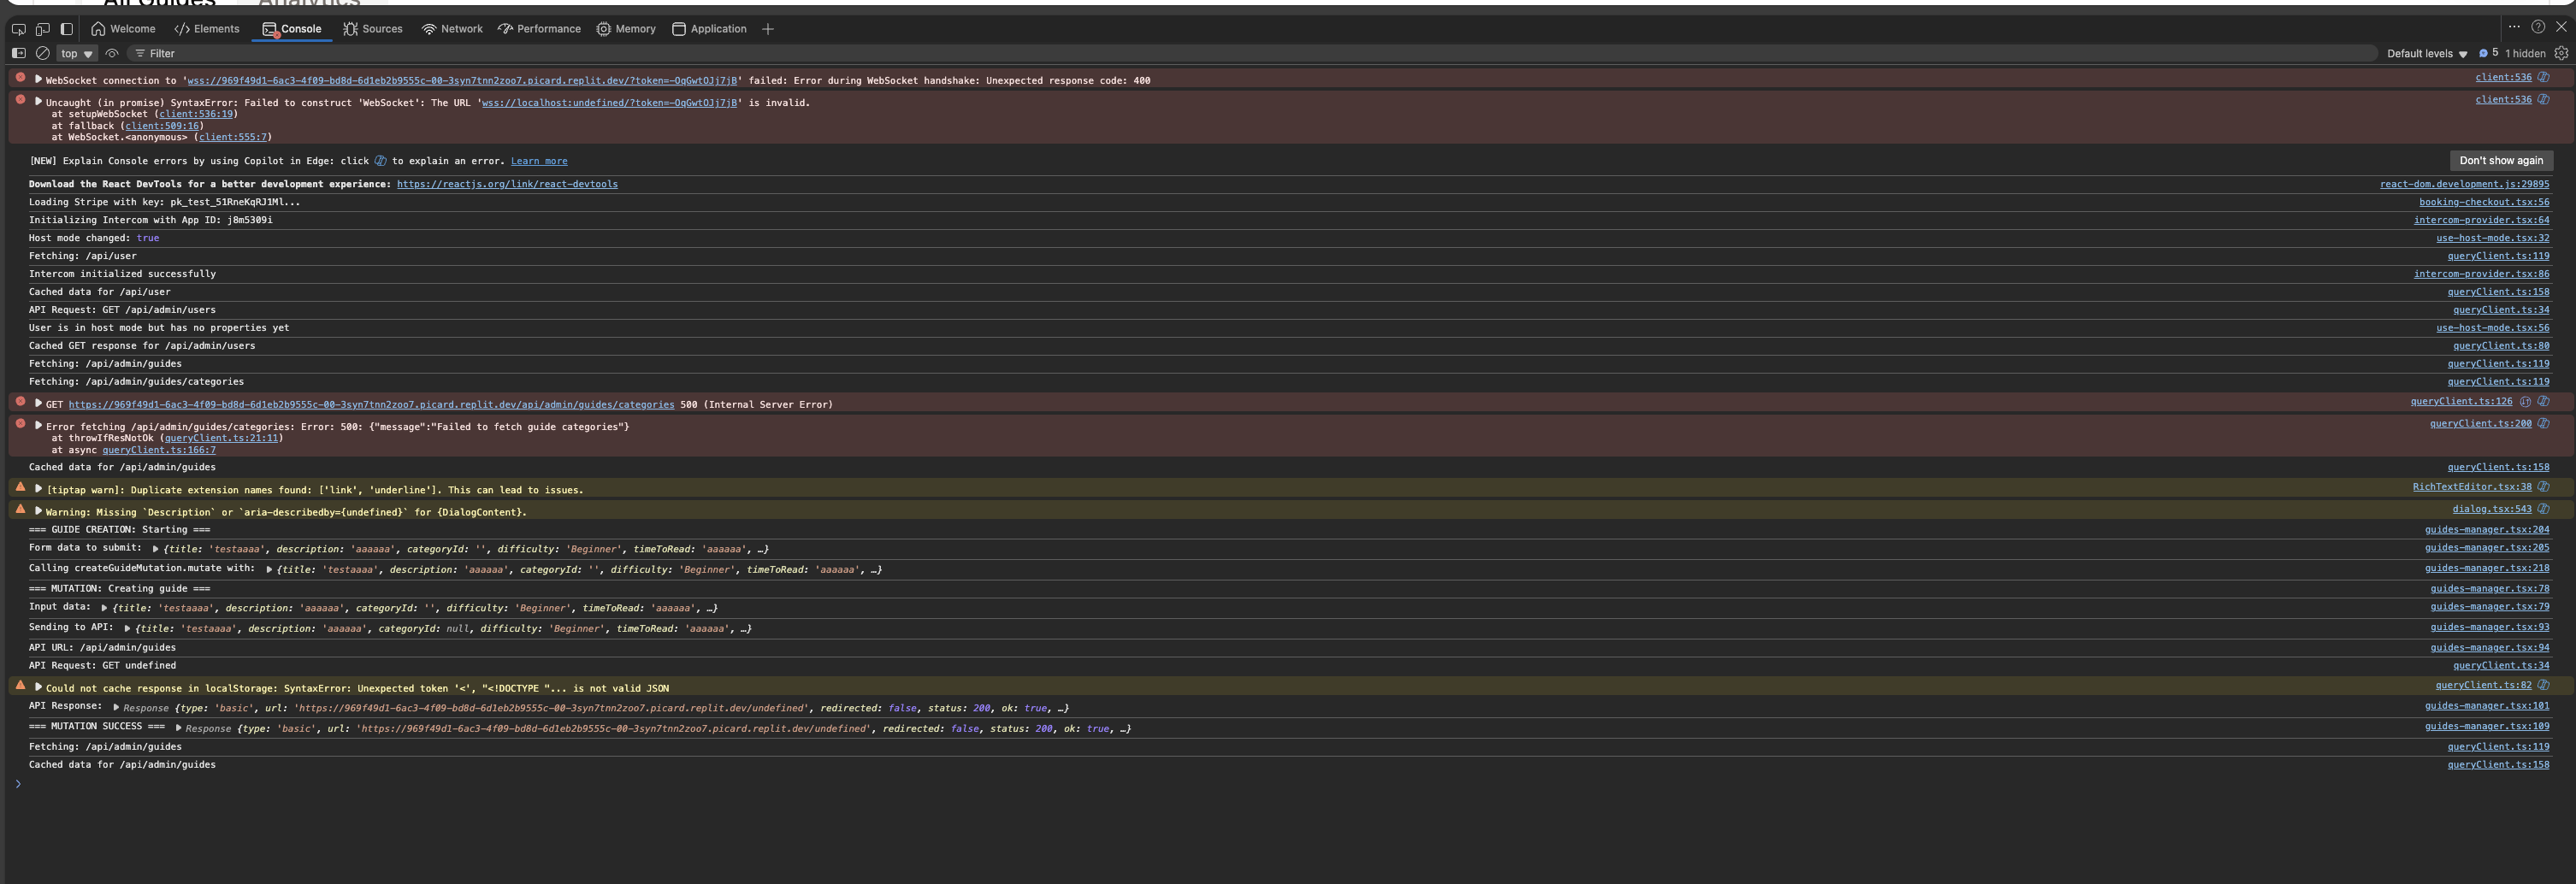 All Guides Analytics
Welcome Elements Console Sources Network Performance Memory Application
top Filter Default levels 5 1 hidden
WebSocket connection to 'wss://969f49d1-6ac3-4f09-bd8d-6d1eb2b9555c-00-3syn7tnn2zoo7.picard.replit.dev/?token=-OqGwtOJj7jB' failed: Error during WebSocket handshake: Unexpected response code: 400 client:536
Uncaught (in promise) SyntaxError: Failed to construct 'WebSocket': The URL 'wss://localhost:undefined/?token=-OqGwtOJj7jB' is invalid. client:536
at setupWebSocket (client:536:19)
at fallback (client:509:16)
at WebSocket.<anonymous> (client:555:7)
[NEW] Explain Console errors by using Copilot in Edge: click to explain an error. Learn more Don't show again
Download the React DevTools for a better development experience: https://reactjs.org/link/react-devtools react-dom.development.js:29895
Loading Stripe with key: pk_test_51RneKqRJ1Ml... booking-checkout.tsx:56
Initializing Intercom with App ID: j8m5309i intercom-provider.tsx:64
Host mode changed: true use-host-mode.tsx:32
Fetching: /api/user queryClient.ts:119
Intercom initialized successfully intercom-provider.tsx:86
Cached data for /api/user queryClient.ts:158
API Request: GET /api/admin/users queryClient.ts:34
User is in host mode but has no properties yet use-host-mode.tsx:56
Cached GET response for /api/admin/users queryClient.ts:80
Fetching: /api/admin/guides queryClient.ts:119
Fetching: /api/admin/guides/categories queryClient.ts:119
GET https://969f49d1-6ac3-4f09-bd8d-6d1eb2b9555c-00-3syn7tnn2zoo7.picard.replit.dev/api/admin/guides/categories 500 (Internal Server Error) queryClient.ts:126
Error fetching /api/admin/guides/categories: Error: 500: {"message":"Failed to fetch guide categories"} queryClient.ts:200
at throwIfResNotOk (queryClient.ts:21:11)
at async queryClient.ts:166:7
Cached data for /api/admin/guides queryClient.ts:158
[tiptap warn]: Duplicate extension names found: ['link', 'underline']. This can lead to issues. RichTextEditor.tsx:38
Warning: Missing `Description` or `aria-describedby={undefined}` for {DialogContent}. dialog.tsx:543
=== GUIDE CREATION: Starting === guides-manager.tsx:204
Form data to submit: {title: 'testaaaa', description: 'aaaaaa', categoryId: '', difficulty: 'Beginner', timeToRead: 'aaaaaa', …} guides-manager.tsx:205
Calling createGuideMutation.mutate with: {title: 'testaaaa', description: 'aaaaaa', categoryId: '', difficulty: 'Beginner', timeToRead: 'aaaaaa', …} guides-manager.tsx:218
=== MUTATION: Creating guide === guides-manager.tsx:78
Input data: {title: 'testaaaa', description: 'aaaaaa', categoryId: '', difficulty: 'Beginner', timeToRead: 'aaaaaa', …} guides-manager.tsx:79
Sending to API: {title: 'testaaaa', description: 'aaaaaa', categoryId: null, difficulty: 'Beginner', timeToRead: 'aaaaaa', …} guides-manager.tsx:93
API URL: /api/admin/guides guides-manager.tsx:94
API Request: GET undefined queryClient.ts:34
Could not cache response in localStorage: SyntaxError: Unexpected token '<', "<!DOCTYPE "... is not valid JSON queryClient.ts:82
API Response: Response {type: 'basic', url: 'https://969f49d1-6ac3-4f09-bd8d-6d1eb2b9555c-00-3syn7tnn2zoo7.picard.replit.dev/undefined', redirected: false, status: 200, ok: true, …} guides-manager.tsx:101
=== MUTATION SUCCESS === Response {type: 'basic', url: 'https://969f49d1-6ac3-4f09-bd8d-6d1eb2b9555c-00-3syn7tnn2zoo7.picard.replit.dev/undefined', redirected: false, status: 200, ok: true, …} guides-manager.tsx:109
Fetching: /api/admin/guides queryClient.ts:119
Cached data for /api/admin/guides queryClient.ts:158